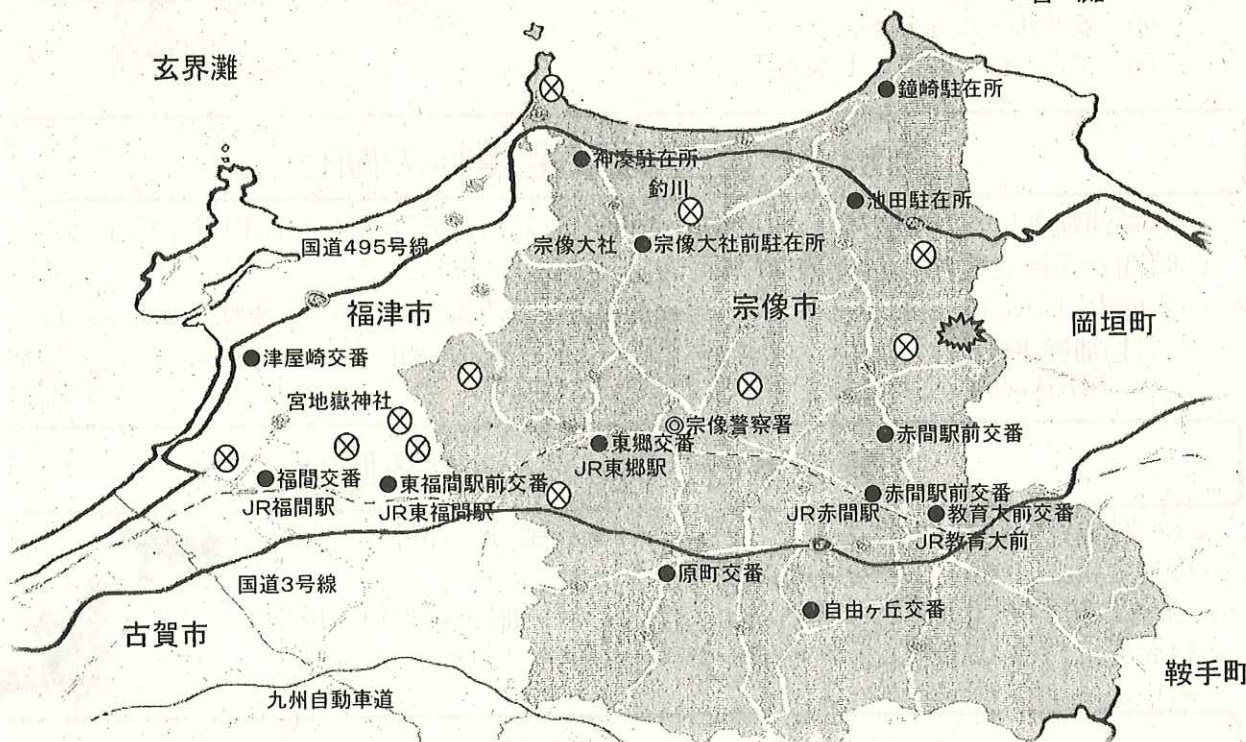 玄界灘
鐘崎駐在所
神湊駐在所
釣川
池田駐在所
国道495号線
宗像大社
宗像大社前駐在所
福津市
宗像市
岡垣町
津屋崎交番
宮地嶽神社
宗像警察署
赤間駅前交番
東郷交番
JR東郷駅
福間交番
JR福間駅
東福間駅前交番
JR東福間駅
赤間駅前交番
JR赤間駅
教育大前交番
JR教育大前
国道3号線
原町交番
自由ヶ丘交番
古賀市
鞍手町
九州自動車道